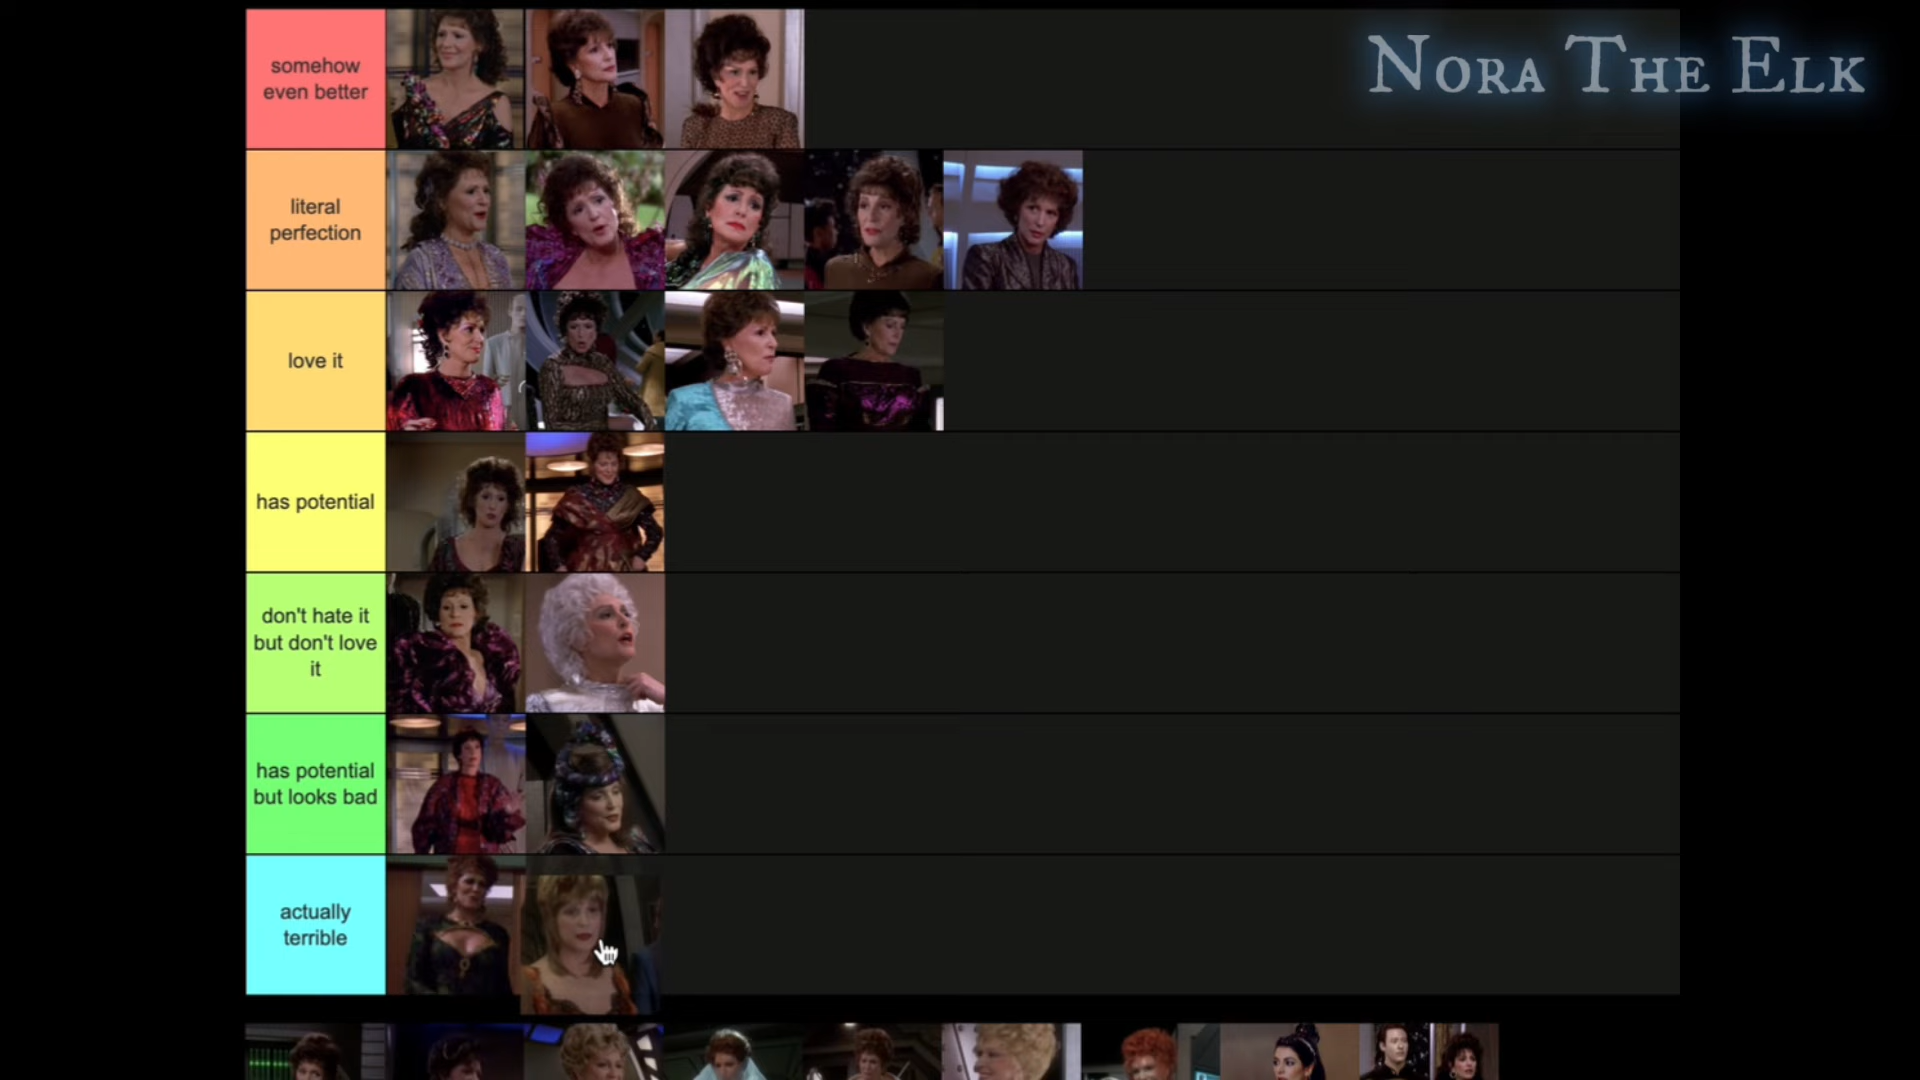 Nora The Elk
somehow
even better
literal
perfection
love it
has potential
don't hate it
but don't love
it
has potential
but looks bad
actually
terrible